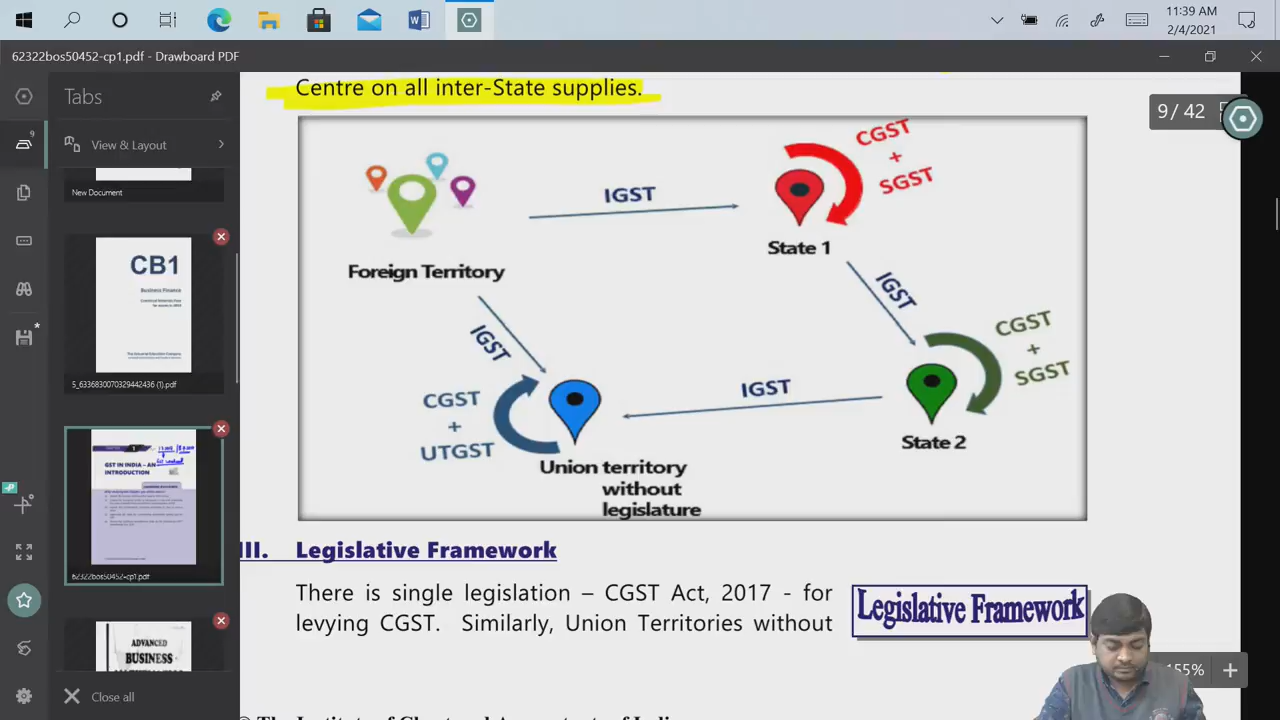 11:39 AM
2/4/2021
62322bos50452-cp1.pdf - Drawboard PDF
Tabs
9
View & Layout
New Document
CB1
Business Finance
5_6336830070329442436 (1).pdf
1
GST IN INDIA – AN
INTRODUCTION
62322bos50452-cp1.pdf
ADVANCED
BUSINESS
Close all
9 / 42
Centre on all inter-State supplies.
CGST
+
SGST
IGST
State 1
Foreign Territory
IGST
IGST
CGST
+
SGST
CGST
+
UTGST
IGST
State 2
Union territory
without
legislature
III. Legislative Framework
There is single legislation – CGST Act, 2017 - for
levying CGST. Similarly, Union Territories without
Legislative Framework
155%